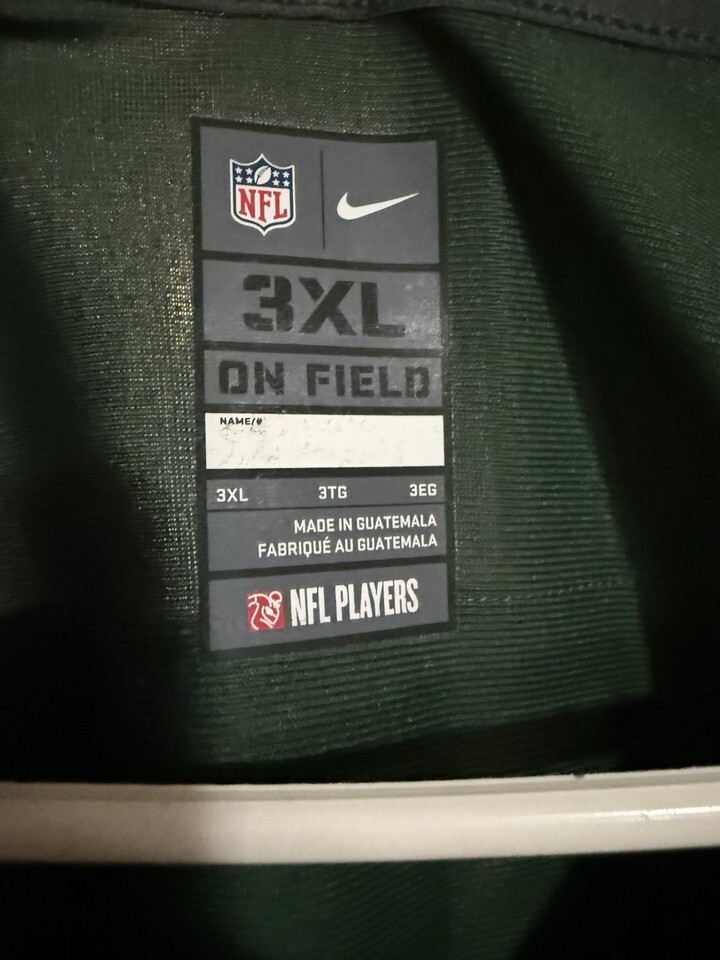 NFL
3XL
ON FIELD
NAME/#
3XL 3TG 3EG
MADE IN GUATEMALA
FABRIQUÉ AU GUATEMALA
NFL PLAYERS